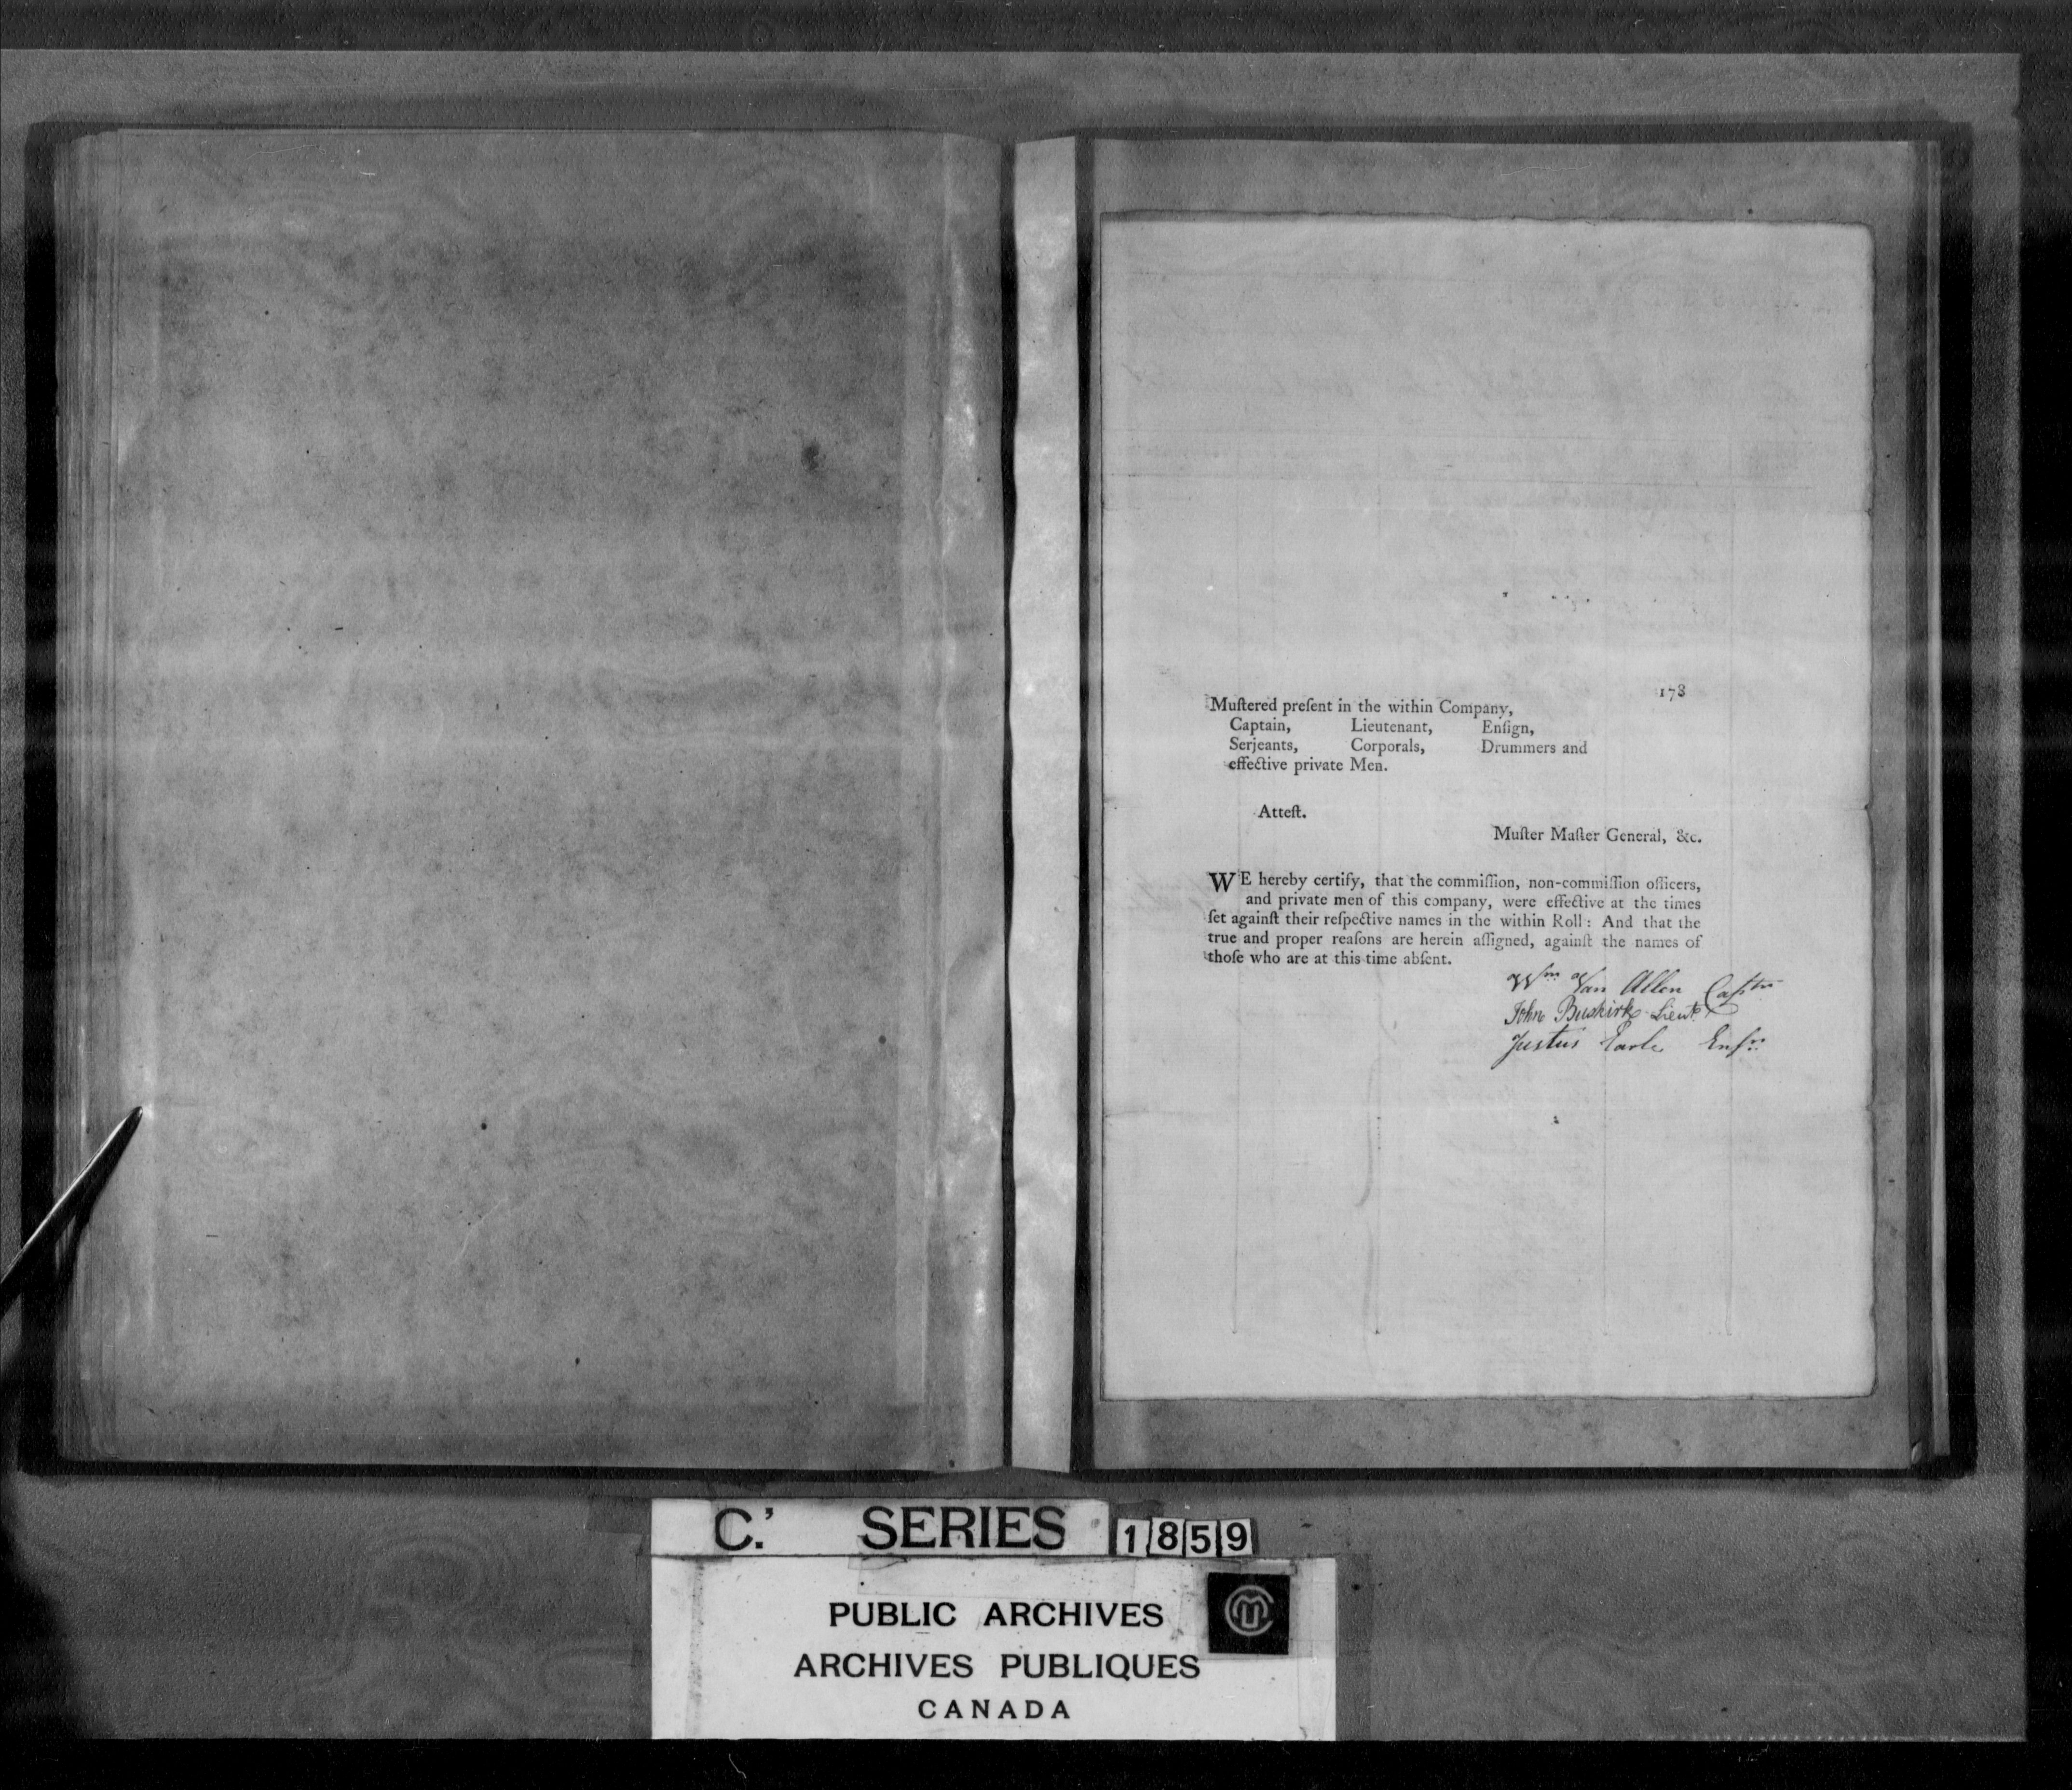 178
Muſtered preſent in the within Company,
Captain, Lieutenant, Enſign,
Serjeants, Corporals, Drummers and
effective private Men.
Atteſt.
Muſter Maſter General, &c.
WE hereby certify, that the commiſſion, non-commiſſion officers,
and private men of this company, were effective at the times
ſet againſt their reſpective names in the within Roll: And that the
true and proper reaſons are herein aſſigned, againſt the names of
thoſe who are at this time abſent.
Wm Van Allen Captn
John Buskirk Lieut
Justus Earle Ensn
C.' SERIES 1859
PUBLIC ARCHIVES
ARCHIVES PUBLIQUES
CANADA